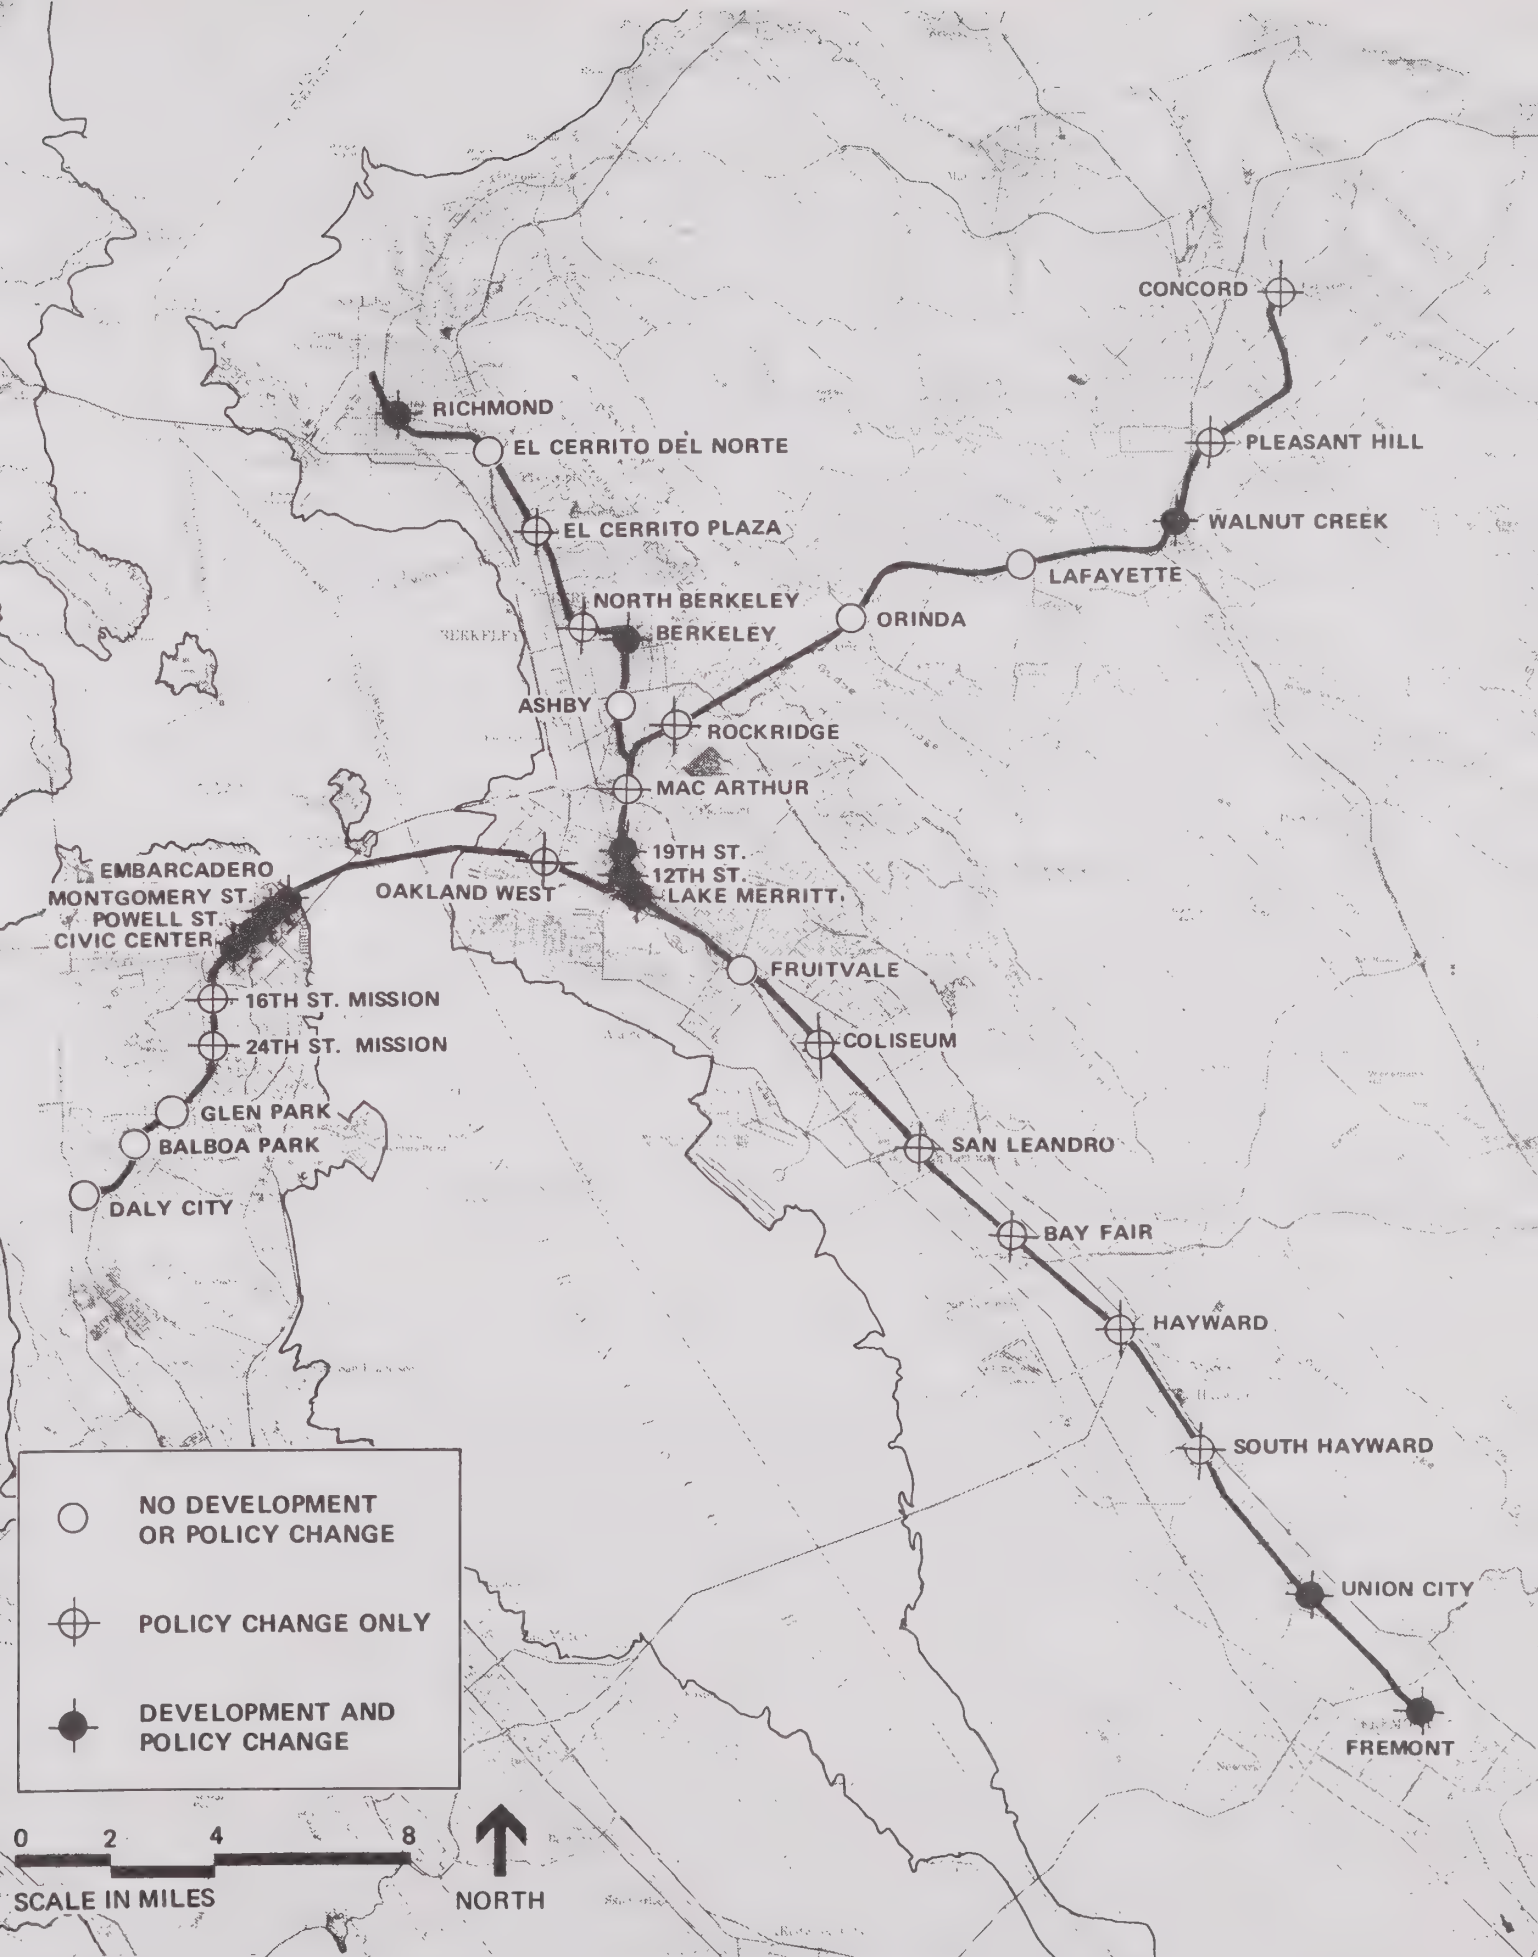 CONCORD
RICHMOND
PLEASANT HILL
EL CERRITO DEL NORTE
WALNUT CREEK
EL CERRITO PLAZA
LAFAYETTE
NORTH BERKELEY
ORINDA
BERKELEY
BERKELEY
ASHBY
ROCKRIDGE
MAC ARTHUR
19TH ST.
EMBARCADERO
12TH ST.
OAKLAND WEST
LAKE MERRITT
MONTGOMERY ST.
POWELL ST.
CIVIC CENTER
FRUITVALE
16TH ST. MISSION
24TH ST. MISSION
COLISEUM
GLEN PARK
BALBOA PARK
SAN LEANDRO
DALY CITY
BAY FAIR
HAYWARD
SOUTH HAYWARD
NO DEVELOPMENT
OR POLICY CHANGE
UNION CITY
POLICY CHANGE ONLY
DEVELOPMENT AND
POLICY CHANGE
FREMONT
Newark
0 2 4 8
SCALE IN MILES
NORTH